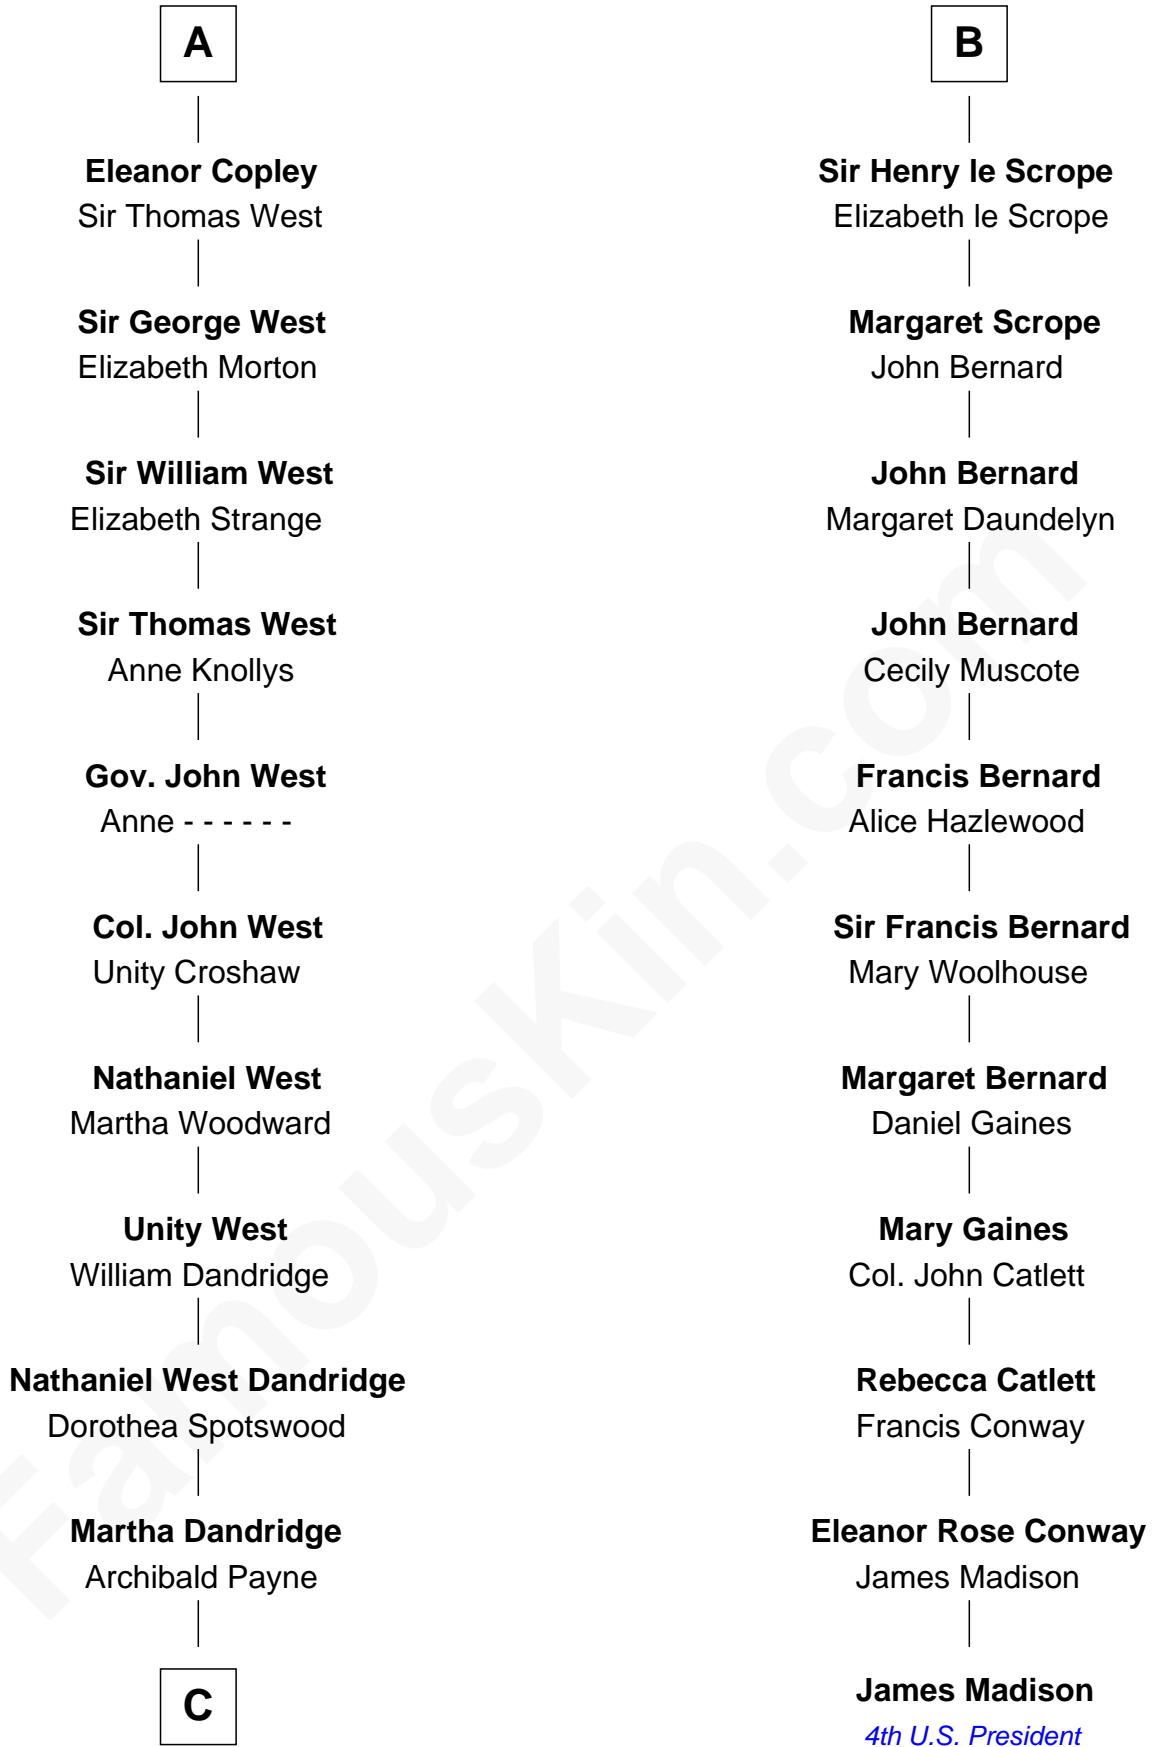 A
Eleanor Copley
Sir Thomas West
Sir George West
Elizabeth Morton
Sir William West
Elizabeth Strange
Sir Thomas West
Anne Knollys
Gov. John West
Anne - - - - - -
Col. John West
Unity Croshaw
Nathaniel West
Martha Woodward
Unity West
William Dandridge
Nathaniel West Dandridge
Dorothea Spotswood
Martha Dandridge
Archibald Payne
C
B
Sir Henry le Scrope
Elizabeth le Scrope
Margaret Scrope
John Bernard
John Bernard
Margaret Daundelyn
John Bernard
Cecily Muscote
Francis Bernard
Alice Hazlewood
Sir Francis Bernard
Mary Woolhouse
Margaret Bernard
Daniel Gaines
Mary Gaines
Col. John Catlett
Rebecca Catlett
Francis Conway
Eleanor Rose Conway
James Madison
James Madison
4th U.S. President
FamousKin.com